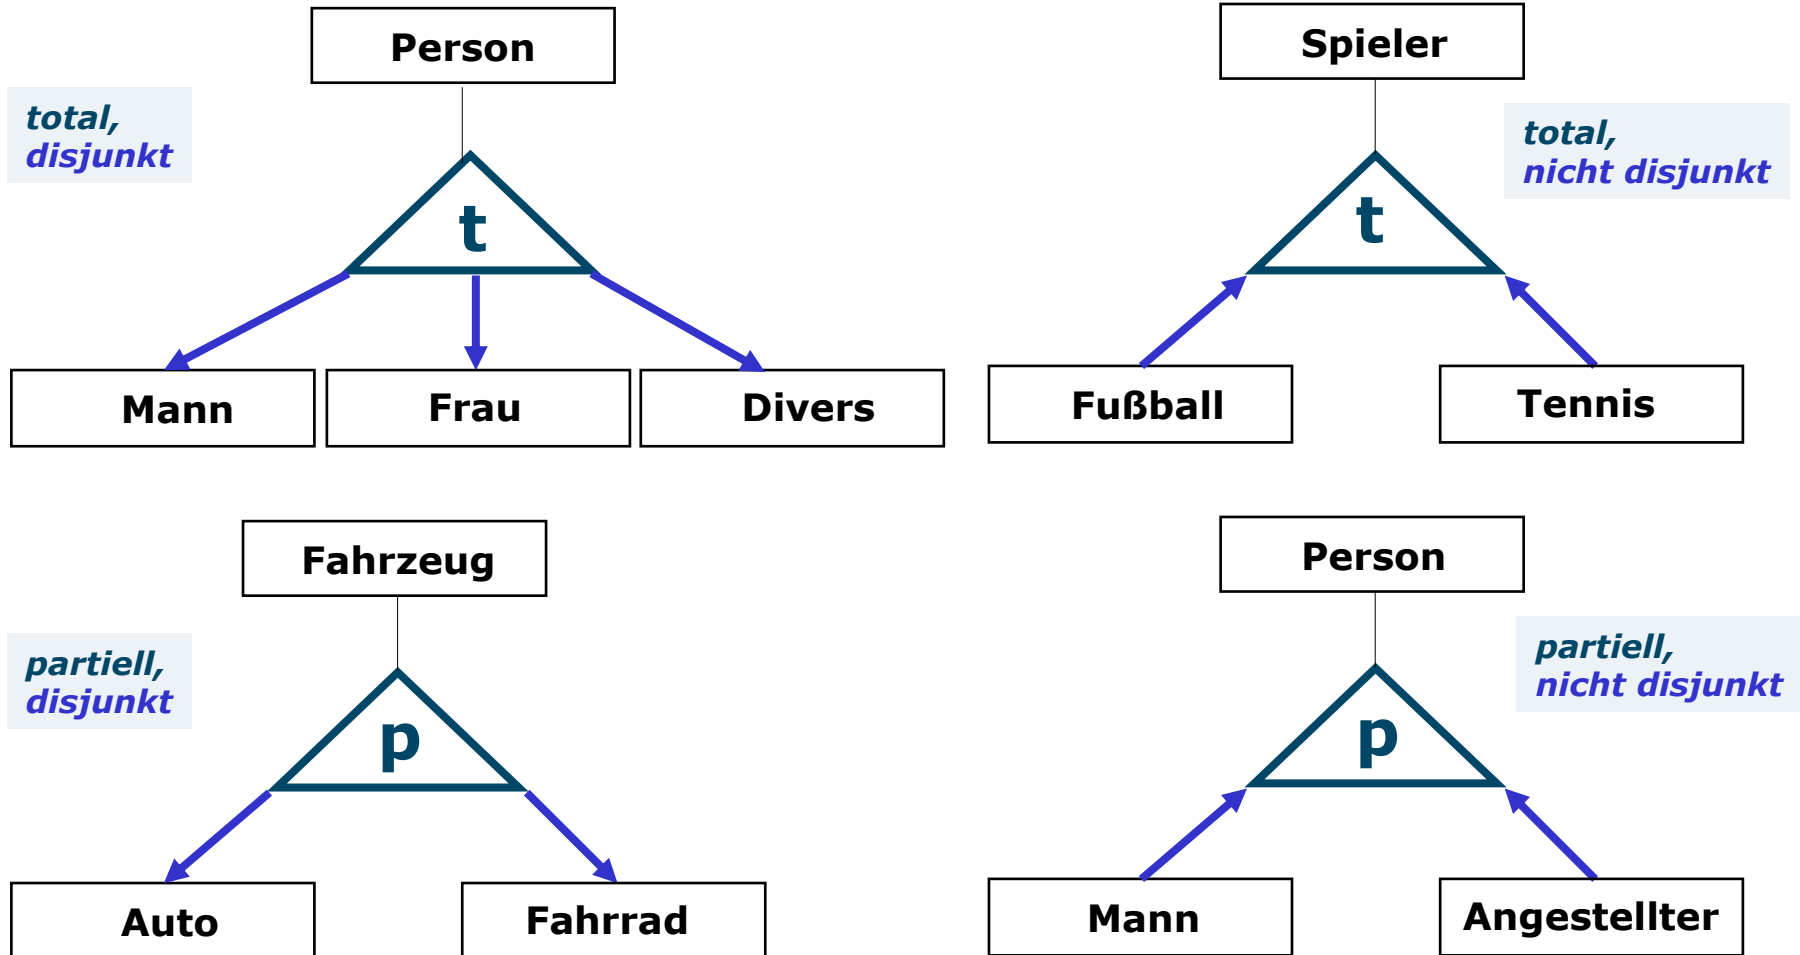 Person
total,
disjunkt
t
Mann
Frau
Divers
Spieler
total,
nicht disjunkt
t
Fußball
Tennis
Fahrzeug
partiell,
disjunkt
p
Auto
Fahrrad
Person
partiell,
nicht disjunkt
p
Mann
Angestellter